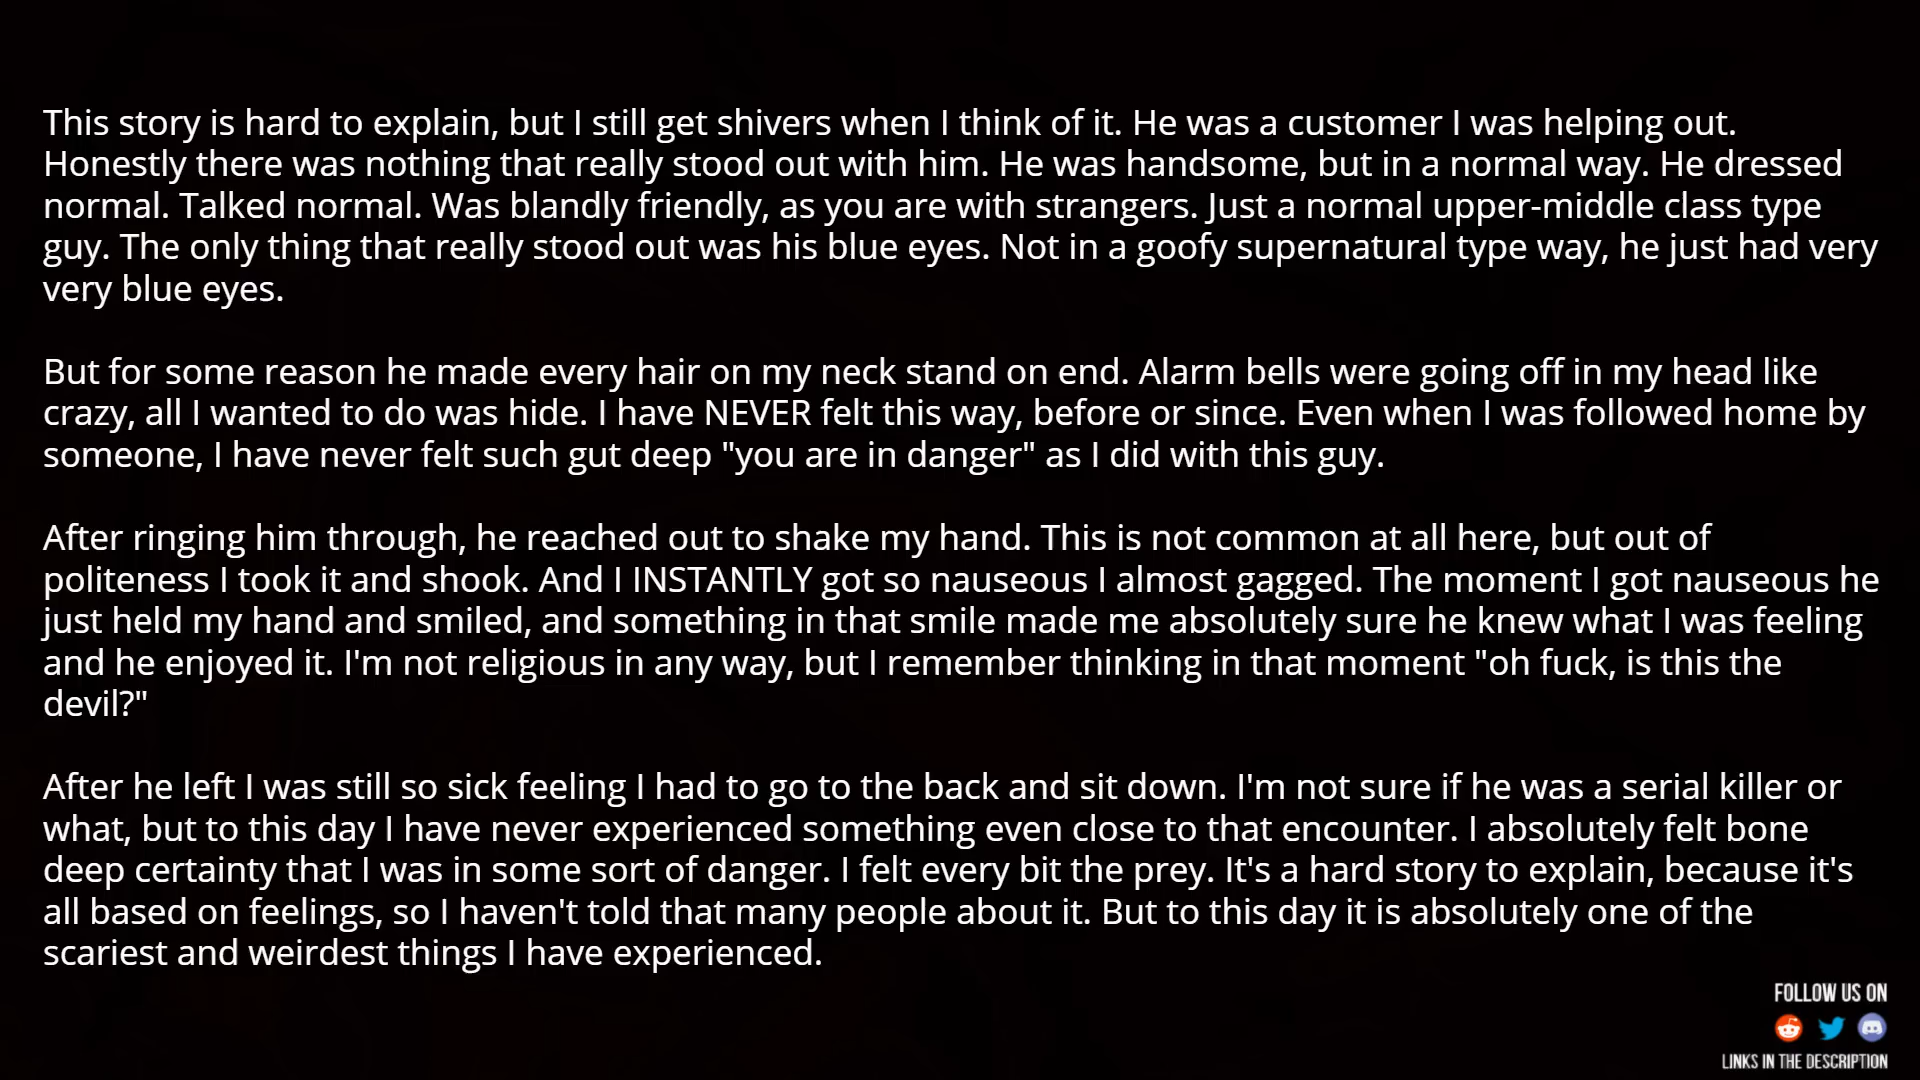 This story is hard to explain, but I still get shivers when I think of it. He was a customer I was helping out.
Honestly there was nothing that really stood out with him. He was handsome, but in a normal way. He dressed
normal. Talked normal. Was blandly friendly, as you are with strangers. Just a normal upper-middle class type
guy. The only thing that really stood out was his blue eyes. Not in a goofy supernatural type way, he just had very
very blue eyes.
But for some reason he made every hair on my neck stand on end. Alarm bells were going off in my head like
crazy, all I wanted to do was hide. I have NEVER felt this way, before or since. Even when I was followed home by
someone, I have never felt such gut deep "you are in danger" as I did with this guy.
After ringing him through, he reached out to shake my hand. This is not common at all here, but out of
politeness I took it and shook. And I INSTANTLY got so nauseous I almost gagged. The moment I got nauseous he
just held my hand and smiled, and something in that smile made me absolutely sure he knew what I was feeling
and he enjoyed it. I'm not religious in any way, but I remember thinking in that moment "oh fuck, is this the
devil?"
After he left I was still so sick feeling I had to go to the back and sit down. I'm not sure if he was a serial killer or
what, but to this day I have never experienced something even close to that encounter. I absolutely felt bone
deep certainty that I was in some sort of danger. I felt every bit the prey. It's a hard story to explain, because it's
all based on feelings, so I haven't told that many people about it. But to this day it is absolutely one of the
scariest and weirdest things I have experienced.
FOLLOW US ON
LINKS IN THE DESCRIPTION